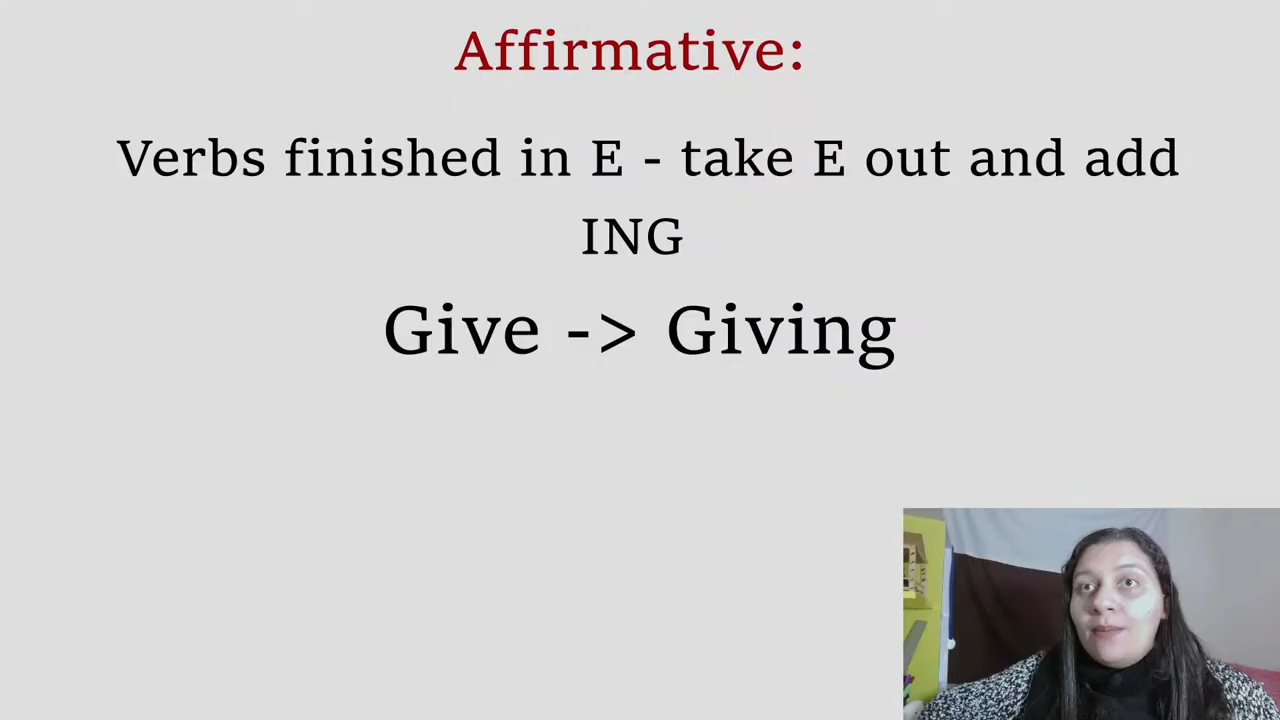 Affirmative:
Verbs finished in E - take E out and add
ING
Give -> Giving